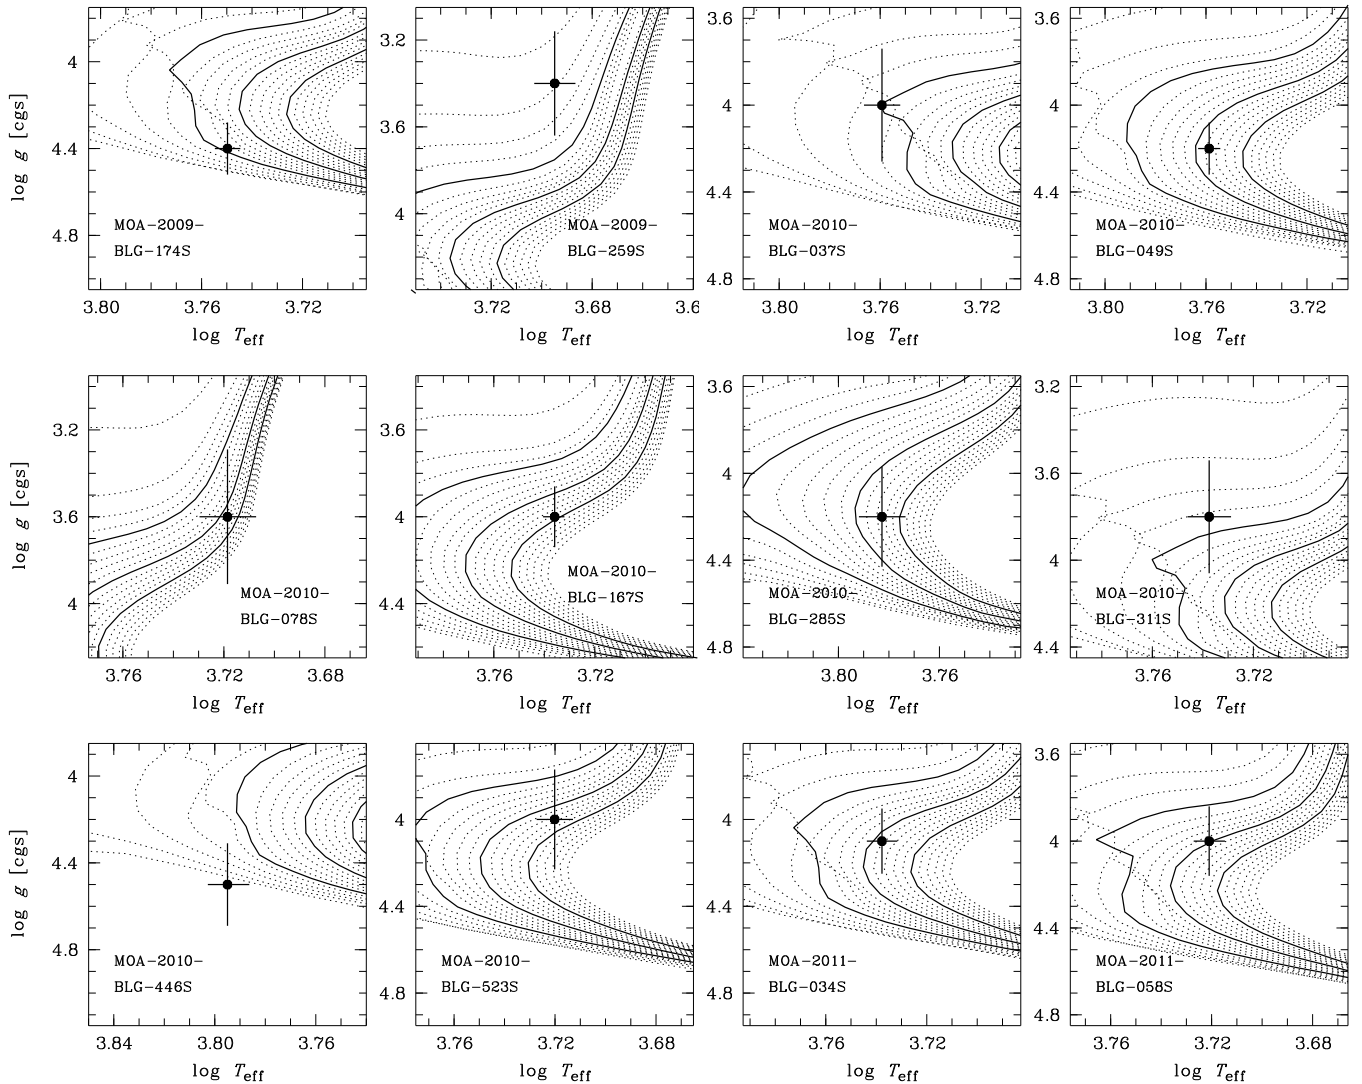 log g [cgs]
4
4.4
4.8
MOA-2009-
BLG-174S
3.80 3.76 3.72
log Teff
3.2
3.6
4
MOA-2009-
BLG-259S
3.72 3.68 3.6
log Teff
3.6
4
4.4
4.8
MOA-2010-
BLG-037S
3.80 3.76 3.72
log Teff
3.6
4
4.4
4.8
MOA-2010-
BLG-049S
3.80 3.76 3.72
log Teff
log g [cgs]
3.2
3.6
4
MOA-2010-
BLG-078S
3.76 3.72 3.68
log Teff
3.6
4
4.4
MOA-2010-
BLG-167S
3.76 3.72
log Teff
3.6
4
4.4
4.8
MOA-2010-
BLG-285S
3.80 3.76
log Teff
3.2
3.6
4
4.4
MOA-2010-
BLG-311S
3.76 3.72
log Teff
log g [cgs]
4
4.4
4.8
MOA-2010-
BLG-446S
3.84 3.80 3.76
log Teff
4
4.4
4.8
MOA-2010-
BLG-523S
3.76 3.72 3.68
log Teff
4
4.4
4.8
MOA-2011-
BLG-034S
3.76 3.72
log Teff
3.6
4
4.4
4.8
MOA-2011-
BLG-058S
3.76 3.72 3.68
log Teff